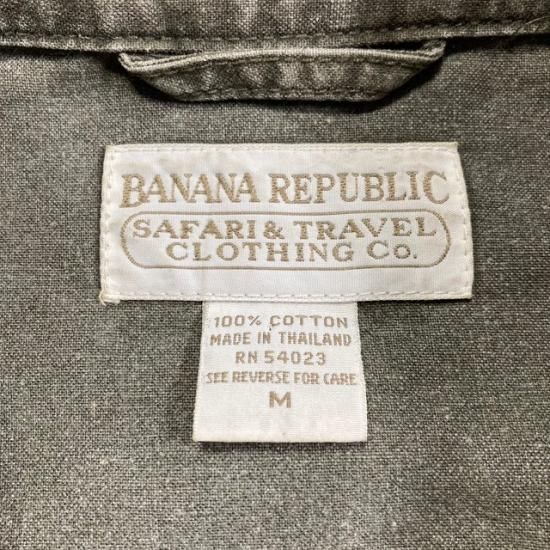 BANANA REPUBLIC
SAFARI & TRAVEL
CLOTHING Co.
100% COTTON
MADE IN THAILAND
RN 54023
SEE REVERSE FOR CARE
M